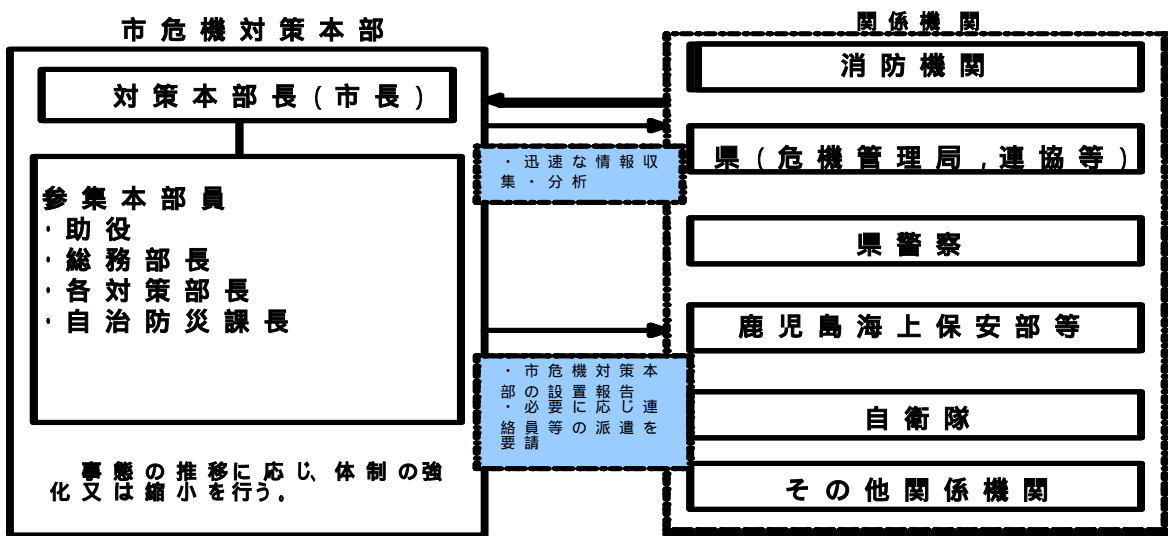 市危機対策本部
対策本部長(市長)
参集本部員
・助役
・総務部長
・各対策部長
・自治防災課長
事態の推移に応じ、体制の強
化又は縮小を行う。
・迅速な情報収
集・分析
・市危機対策本
部の設置報告
・必要に応じ連
絡員等の派遣を
要請
関係機関
消防機関
県(危機管理局,連協等)
県警察
鹿児島海上保安部等
自衛隊
その他関係機関